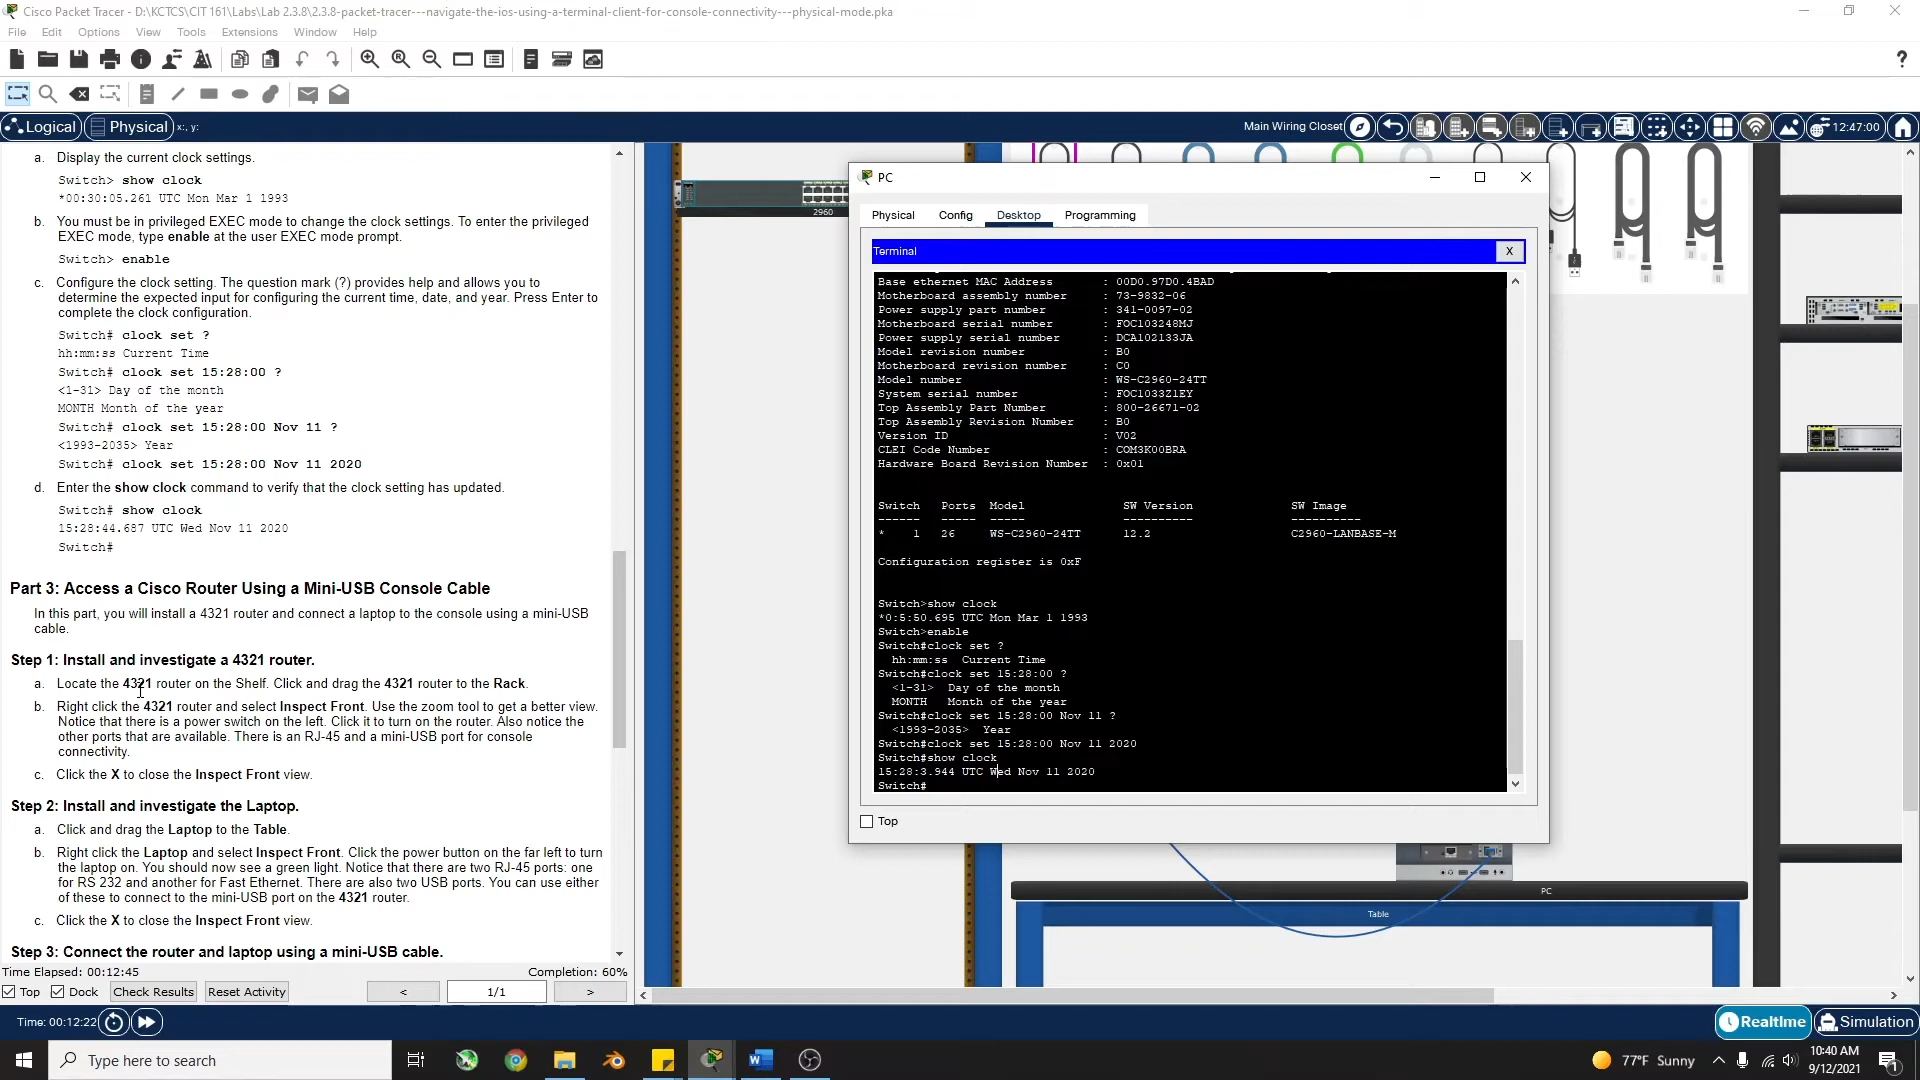 Cisco Packet Tracer - D:\KCTCS\CIT 161\Labs\Lab 2.3.8\2.3.8-packet-tracer---navigate-the-ios-using-a-terminal-client-for-console-connectivity---physical-mode.pka
File Edit Options View Tools Extensions Window Help
Logical Physical x:, y:
Main Wiring Closet 12:47:00
a. Display the current clock settings.
Switch> show clock
*00:30:05.261 UTC Mon Mar 1 1993
b. You must be in privileged EXEC mode to change the clock settings. To enter the privileged
EXEC mode, type enable at the user EXEC mode prompt.
Switch> enable
c. Configure the clock setting. The question mark (?) provides help and allows you to
determine the expected input for configuring the current time, date, and year. Press Enter to
complete the clock configuration.
Switch# clock set ?
hh:mm:ss Current Time
Switch# clock set 15:28:00 ?
<1-31> Day of the month
MONTH Month of the year
Switch# clock set 15:28:00 Nov 11 ?
<1993-2035> Year
Switch# clock set 15:28:00 Nov 11 2020
d. Enter the show clock command to verify that the clock setting has updated.
Switch# show clock
15:28:44.687 UTC Wed Nov 11 2020
Switch#
Part 3: Access a Cisco Router Using a Mini-USB Console Cable
In this part, you will install a 4321 router and connect a laptop to the console using a mini-USB
cable.
Step 1: Install and investigate a 4321 router.
a. Locate the 4321 router on the Shelf. Click and drag the 4321 router to the Rack.
b. Right click the 4321 router and select Inspect Front. Use the zoom tool to get a better view.
Notice that there is a power switch on the left. Click it to turn on the router. Also notice the
other ports that are available. There is an RJ-45 and a mini-USB port for console
connectivity.
c. Click the X to close the Inspect Front view.
Step 2: Install and investigate the Laptop.
a. Click and drag the Laptop to the Table.
b. Right click the Laptop and select Inspect Front. Click the power button on the far left to turn
the laptop on. You should now see a green light. Notice that there are two RJ-45 ports: one
for RS 232 and another for Fast Ethernet. There are also two USB ports. You can use either
of these to connect to the mini-USB port on the 4321 router.
c. Click the X to close the Inspect Front view.
Step 3: Connect the router and laptop using a mini-USB cable.
Time Elapsed: 00:12:45 Completion: 60%
Top Dock Check Results Reset Activity < 1/1 >
2960
PC
Physical Config Desktop Programming
Terminal X
Base ethernet MAC Address : 00D0.97D0.4BAD
Motherboard assembly number : 73-9832-06
Power supply part number : 341-0097-02
Motherboard serial number : FOC103248MJ
Power supply serial number : DCA102133JA
Model revision number : B0
Motherboard revision number : C0
Model number : WS-C2960-24TT
System serial number : FOC1033Z1EY
Top Assembly Part Number : 800-26671-02
Top Assembly Revision Number : B0
Version ID : V02
CLEI Code Number : COM3K00BRA
Hardware Board Revision Number : 0x01
Switch Ports Model SW Version SW Image
------ ----- ----- ---------- ----------
* 1 26 WS-C2960-24TT 12.2 C2960-LANBASE-M
Configuration register is 0xF
Switch>show clock
*0:5:50.695 UTC Mon Mar 1 1993
Switch>enable
Switch#clock set ?
hh:mm:ss Current Time
Switch#clock set 15:28:00 ?
<1-31> Day of the month
MONTH Month of the year
Switch#clock set 15:28:00 Nov 11 ?
<1993-2035> Year
Switch#clock set 15:28:00 Nov 11 2020
Switch#show clock
15:28:3.944 UTC Wed Nov 11 2020
Switch#
Top
PC
Table
Time: 00:12:22
Realtime Simulation
Type here to search
77°F Sunny
10:40 AM
9/12/2021
1